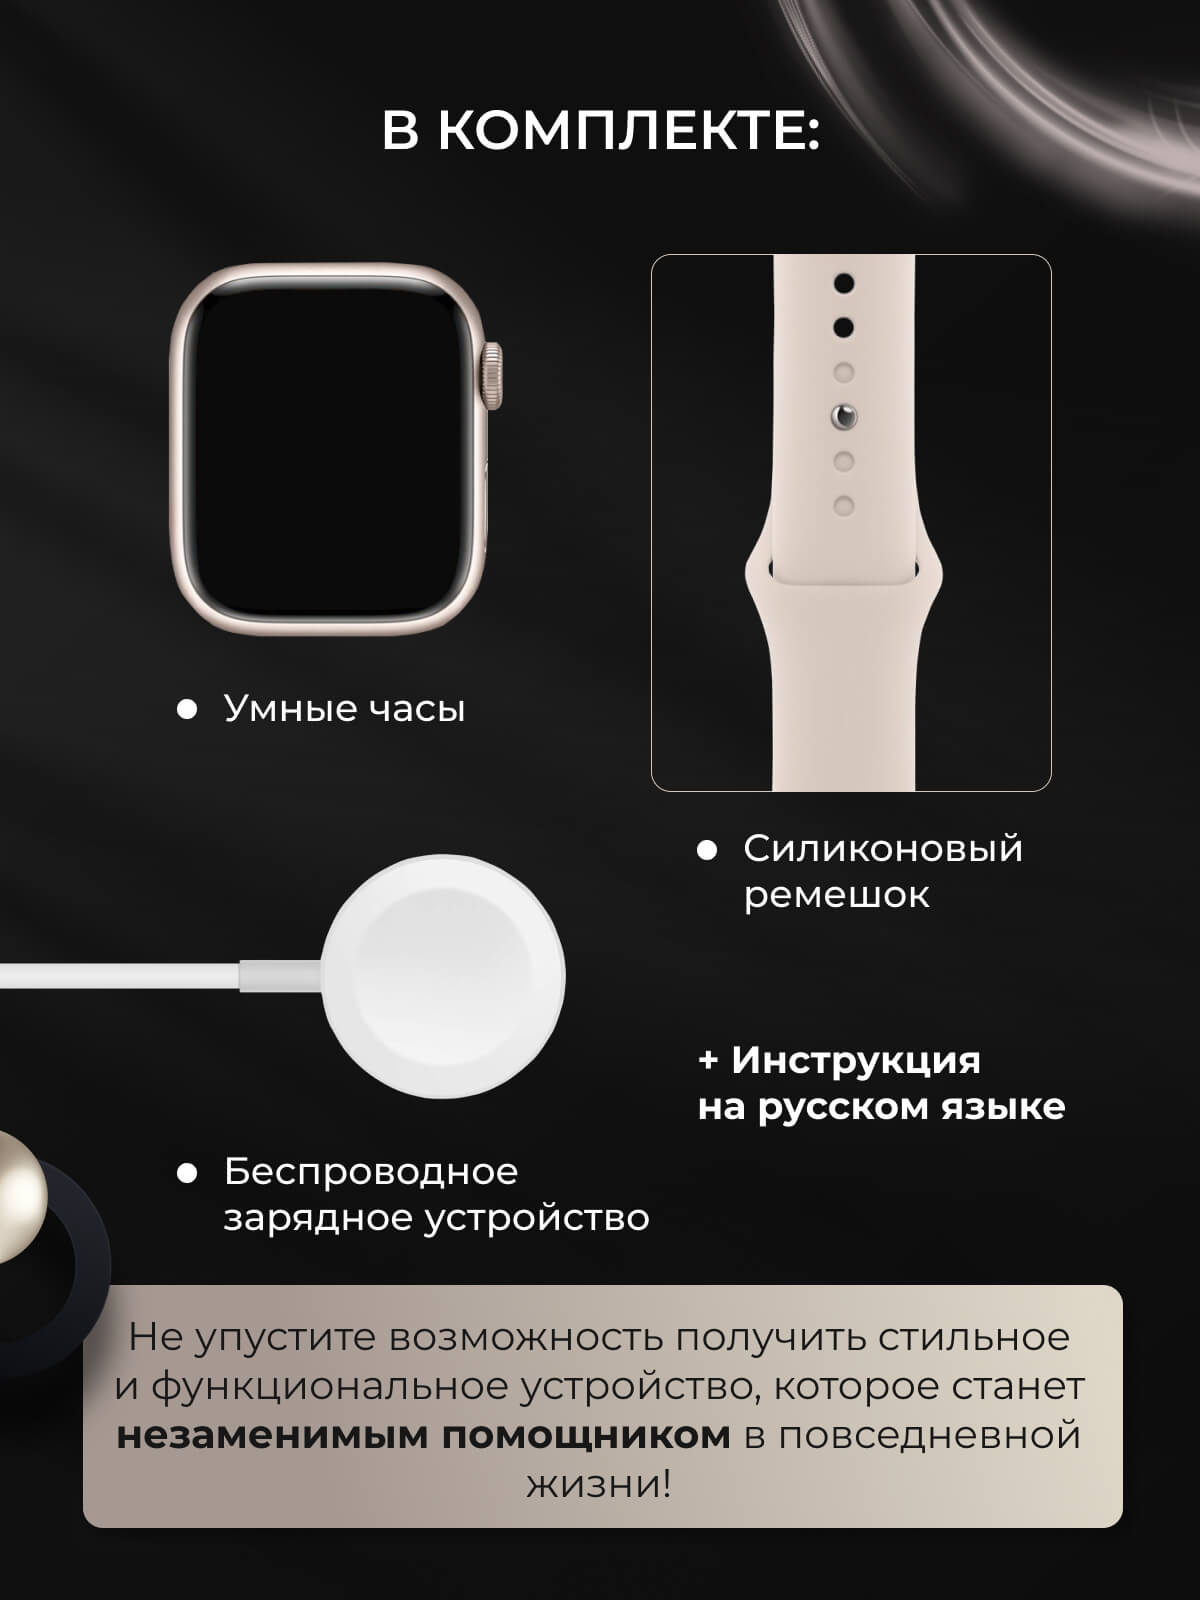 В КОМПЛЕКТЕ:
Умные часы
Силиконовый
ремешок
+ Инструкция
на русском языке
Беспроводное
зарядное устройство
Не упустите возможность получить стильное
и функциональное устройство, которое станет
незаменимым помощником в повседневной
жизни!